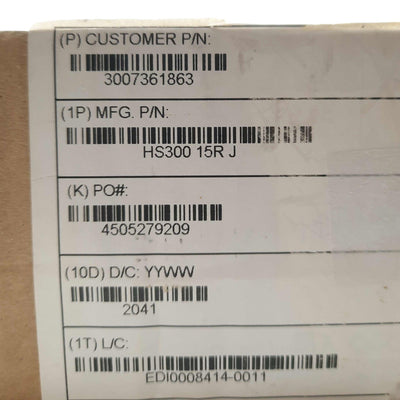 (P) CUSTOMER P/N:
3007361863
(1P) MFG. P/N:
HS300 15R J
(K) PO#:
4505279209
(10D) D/C: YYWW
2041
(1T) L/C:
EDI0008414-0011